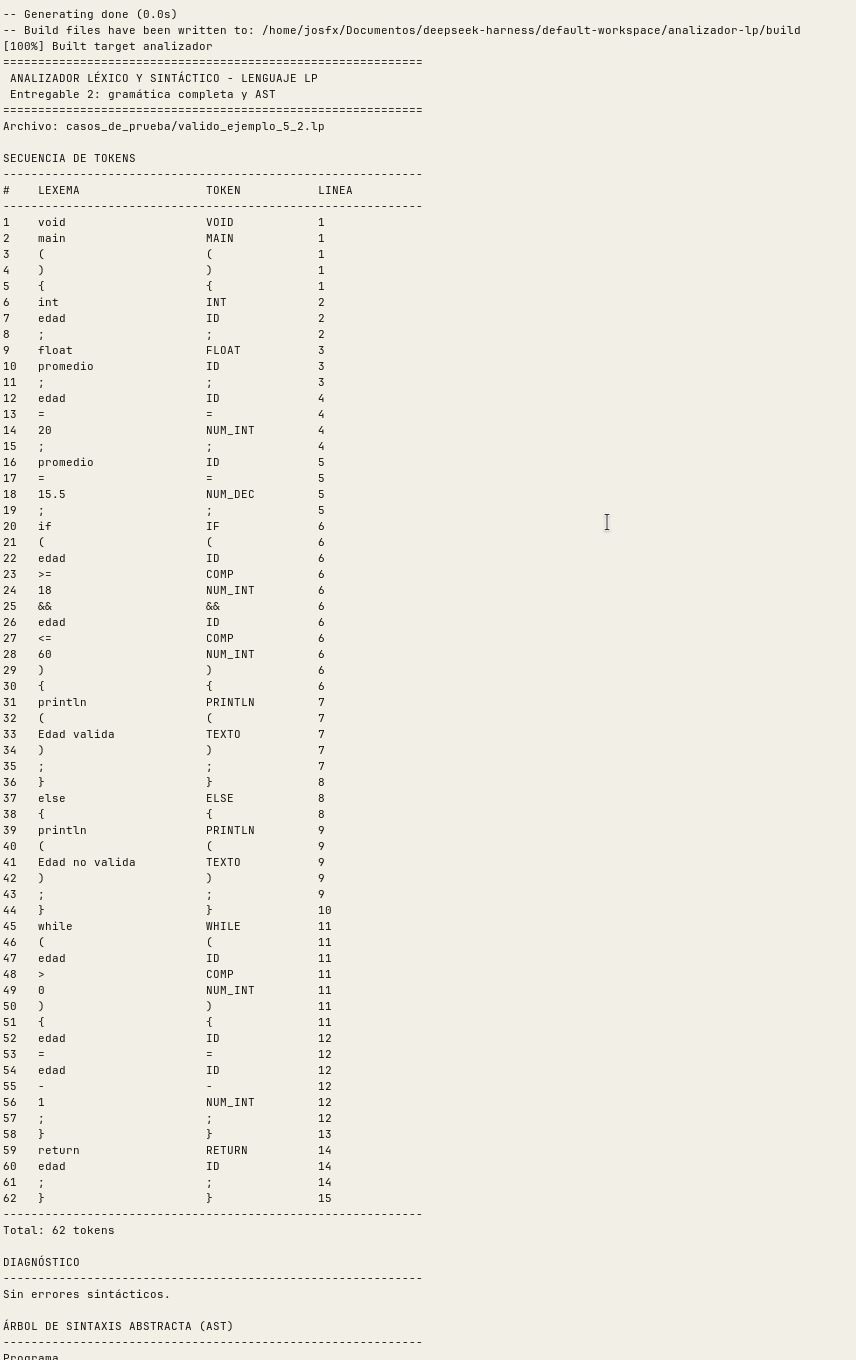 -- Generating done (0.0s)
-- Build files have been written to: /home/josfx/Documentos/deepseek-harness/default-workspace/analizador-lp/build
[100%] Built target analizador
============================================================
ANALIZADOR LÉXICO Y SINTÁCTICO - LENGUAJE LP
Entregable 2: gramática completa y AST
============================================================
Archivo: casos_de_prueba/valido_ejemplo_5_2.lp
SECUENCIA DE TOKENS
------------------------------------------------------------
# LEXEMA TOKEN LINEA
------------------------------------------------------------
1 void VOID 1
2 main MAIN 1
3 ( ( 1
4 ) ) 1
5 { { 1
6 int INT 2
7 edad ID 2
8 ; ; 2
9 float FLOAT 3
10 promedio ID 3
11 ; ; 3
12 edad ID 4
13 = = 4
14 20 NUM_INT 4
15 ; ; 4
16 promedio ID 5
17 = = 5
18 15.5 NUM_DEC 5
19 ; ; 5
20 if IF 6
21 ( ( 6
22 edad ID 6
23 >= COMP 6
24 18 NUM_INT 6
25 && && 6
26 edad ID 6
27 <= COMP 6
28 60 NUM_INT 6
29 ) ) 6
30 { { 6
31 println PRINTLN 7
32 ( ( 7
33 Edad valida TEXTO 7
34 ) ) 7
35 ; ; 7
36 } } 8
37 else ELSE 8
38 { { 8
39 println PRINTLN 9
40 ( ( 9
41 Edad no valida TEXTO 9
42 ) ) 9
43 ; ; 9
44 } } 10
45 while WHILE 11
46 ( ( 11
47 edad ID 11
48 > COMP 11
49 0 NUM_INT 11
50 ) ) 11
51 { { 11
52 edad ID 12
53 = = 12
54 edad ID 12
55 - - 12
56 1 NUM_INT 12
57 ; ; 12
58 } } 13
59 return RETURN 14
60 edad ID 14
61 ; ; 14
62 } } 15
------------------------------------------------------------
Total: 62 tokens
DIAGNÓSTICO
------------------------------------------------------------
Sin errores sintácticos.
ÁRBOL DE SINTAXIS ABSTRACTA (AST)
------------------------------------------------------------
Programa